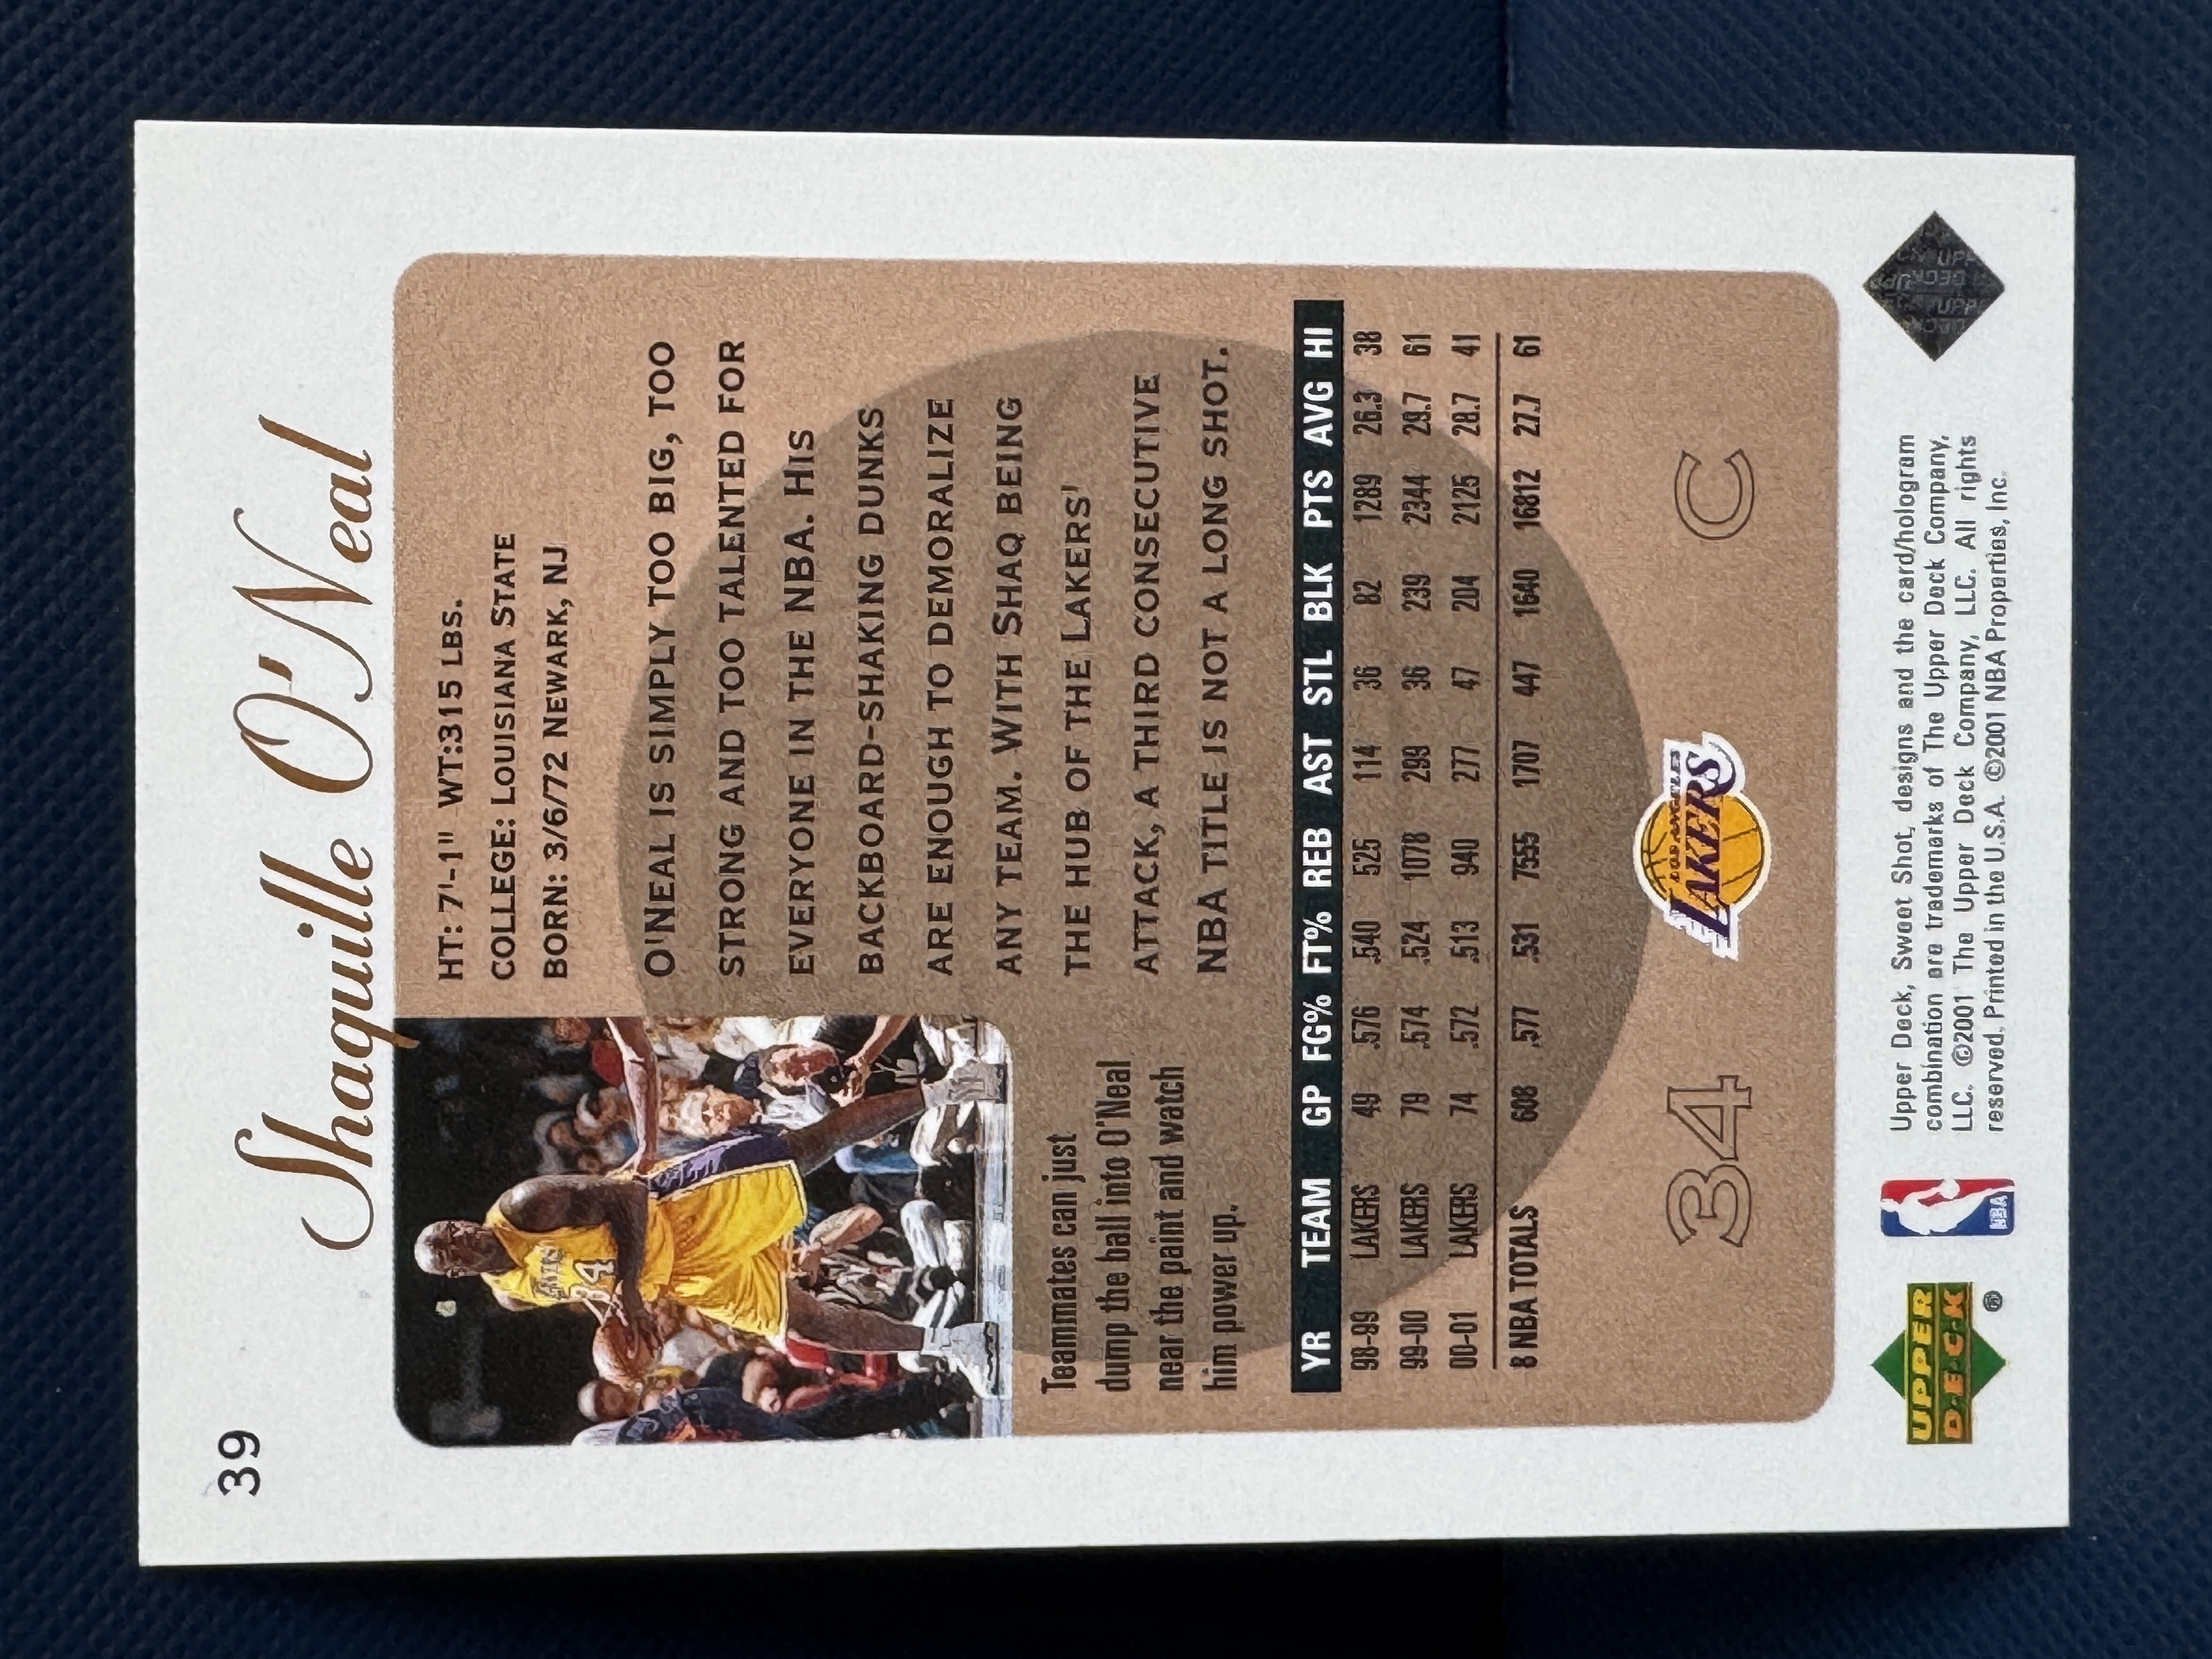 39
Shaquille O'Neal
HT: 7'-1" WT:315 LBS.
COLLEGE: LOUISIANA STATE
BORN: 3/6/72 NEWARK, NJ
O'NEAL IS SIMPLY TOO BIG, TOO
STRONG AND TOO TALENTED FOR
EVERYONE IN THE NBA. HIS
BACKBOARD-SHAKING DUNKS
ARE ENOUGH TO DEMORALIZE
ANY TEAM. WITH SHAQ BEING
THE HUB OF THE LAKERS'
ATTACK, A THIRD CONSECUTIVE
NBA TITLE IS NOT A LONG SHOT.
34
Teammates can just
dump the ball into O'Neal
near the paint and watch
him power up.
YR TEAM GP FG% FT% REB AST STL BLK PTS AVG HI
98-99 LAKERS 49 .576 .540 525 114 36 82 1289 26.3 38
99-00 LAKERS 79 .574 .524 1078 299 36 239 2344 29.7 61
00-01 LAKERS 74 .572 .513 940 277 47 204 2125 28.7 41
8 NBA TOTALS 608 .577 .531 7555 1707 447 1640 16812 27.7 61
34 LOS ANGELES LAKERS C
UPPER
DECK
®
NBA
Upper Deck, Sweet Shot, designs and the card/hologram
combination are trademarks of The Upper Deck Company,
LLC. ©2001 The Upper Deck Company, LLC. All rights
reserved. Printed in the U.S.A. ©2001 NBA Properties, Inc.